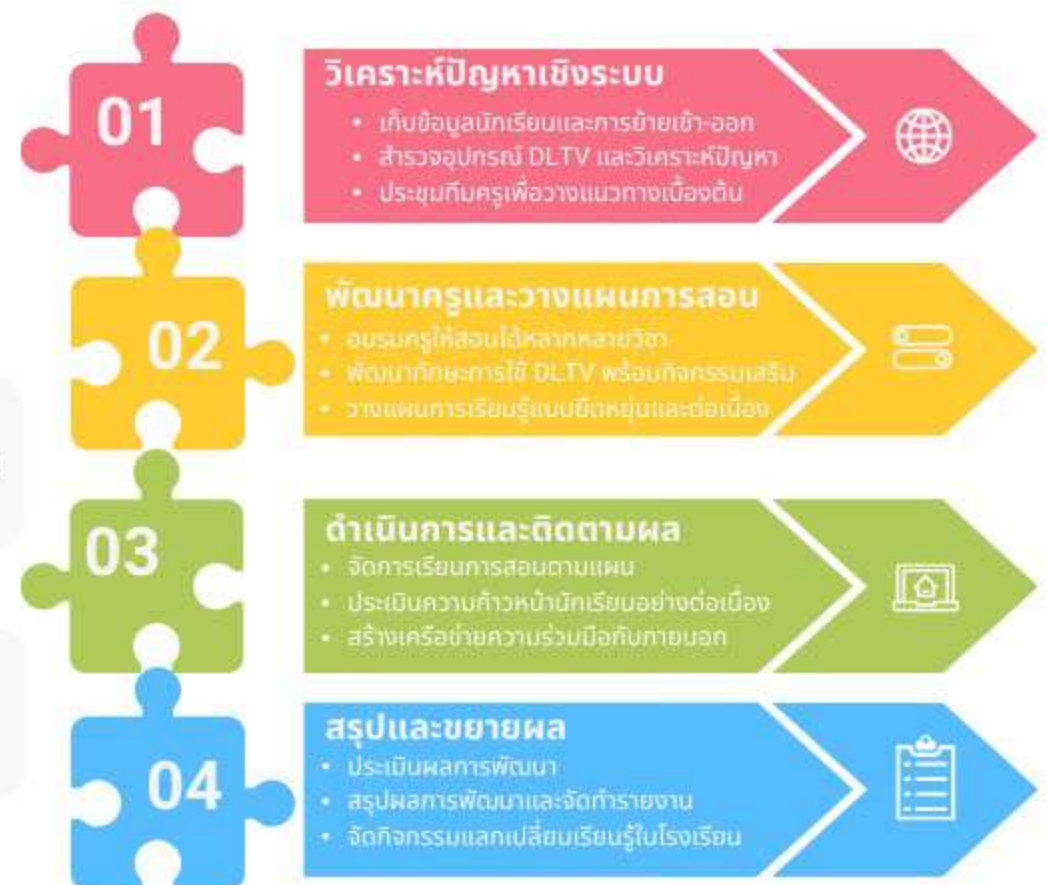 01
วิเคราะห์ปัญหาเชิงระบบ
• เก็บข้อมูลนักเรียนและการย้ายเข้า-ออก
• สำรวจอุปกรณ์ DLTV และวิเคราะห์ปัญหา
• ประชุมทีมครูเพื่อวางแนวทางเบื้องต้น
02
พัฒนาครูและวางแผนการสอน
• อบรมครูให้สอนได้หลากหลายวิชา
• พัฒนาทักษะการใช้ DLTV พร้อมกิจกรรมเสริม
• วางแผนการเรียนรู้แบบยืดหยุ่นและต่อเนื่อง
03
ดำเนินการและติดตามผล
• จัดการเรียนการสอนตามแผน
• ประเมินความก้าวหน้านักเรียนอย่างต่อเนื่อง
• สร้างเครือข่ายความร่วมมือกับภายนอก
04
สรุปและขยายผล
• ประเมินผลการพัฒนา
• สรุปผลการพัฒนาและจัดทำรายงาน
• จัดกิจกรรมแลกเปลี่ยนเรียนรู้ในโรงเรียน